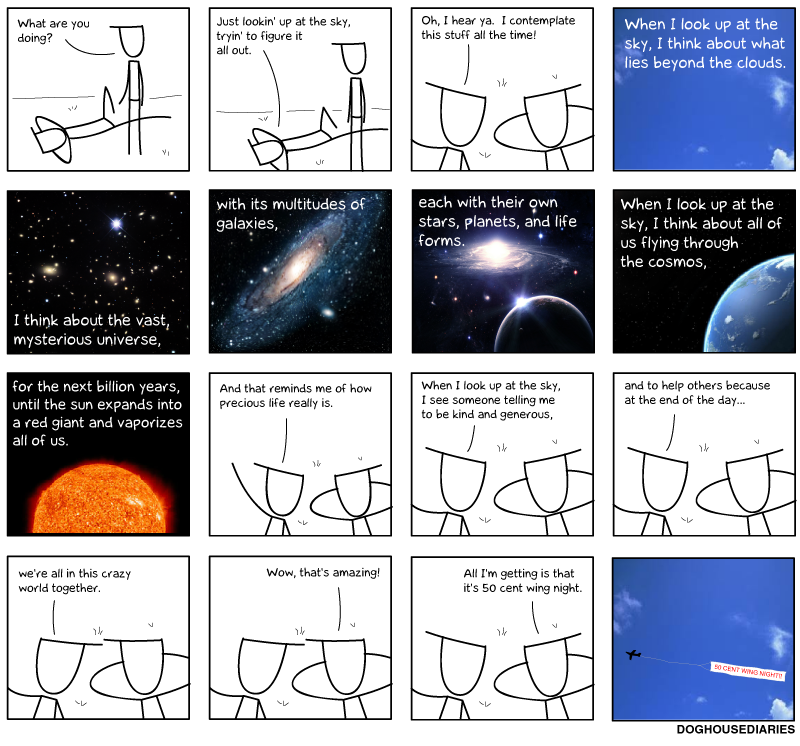 What are you
doing?
Just lookin' up at the sky,
tryin' to figure it
all out.
Oh, I hear ya. I contemplate
this stuff all the time!
When I look up at the
sky, I think about what
lies beyond the clouds.
I think about the vast,
mysterious universe,
with its multitudes of
galaxies,
each with their own
stars, planets, and life
forms.
When I look up at the
sky, I think about all of
us flying through
the cosmos,
for the next billion years,
until the sun expands into
a red giant and vaporizes
all of us.
And that reminds me of how
precious life really is.
When I look up at the sky,
I see someone telling me
to be kind and generous,
and to help others because
at the end of the day...
we're all in this crazy
world together.
Wow, that's amazing!
All I'm getting is that
it's 50 cent wing night.
50 CENT WING NIGHT!!
DOGHOUSEDIARIES